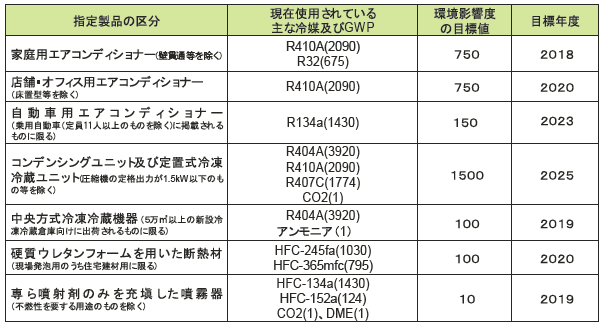 指定製品の区分
現在使用されている
主な冷媒及びGWP
環境影響度
の目標値
目標年度
家庭用エアコンディショナー(壁貫通等を除く)
R410A(2090)
R32(675)
750
2018
店舗・オフィス用エアコンディショナー
(床置型等を除く)
R410A(2090)
750
2020
自動車用エアコンディショナー
(乗用自動車(定員11人以上のものを除く)に掲載される
ものに限る)
R134a(1430)
150
2023
コンデンシングユニット及び定置式冷凍
冷蔵ユニット(圧縮機の定格出力が1.5kW以下のも
の等を除く)
R404A(3920)
R410A(2090)
R407C(1774)
CO2(1)
1500
2025
中央方式冷凍冷蔵機器(5万㎥以上の新設冷
凍冷蔵倉庫向けに出荷されるものに限る)
R404A(3920)
アンモニア(1)
100
2019
硬質ウレタンフォームを用いた断熱材
(現場発泡用のうち住宅建材用に限る)
HFC-245fa(1030)
HFC-365mfc(795)
100
2020
専ら噴射剤のみを充填した噴霧器
(不燃性を要する用途のものを除く)
HFC-134a(1430)
HFC-152a(124)
CO2(1)、DME(1)
10
2019